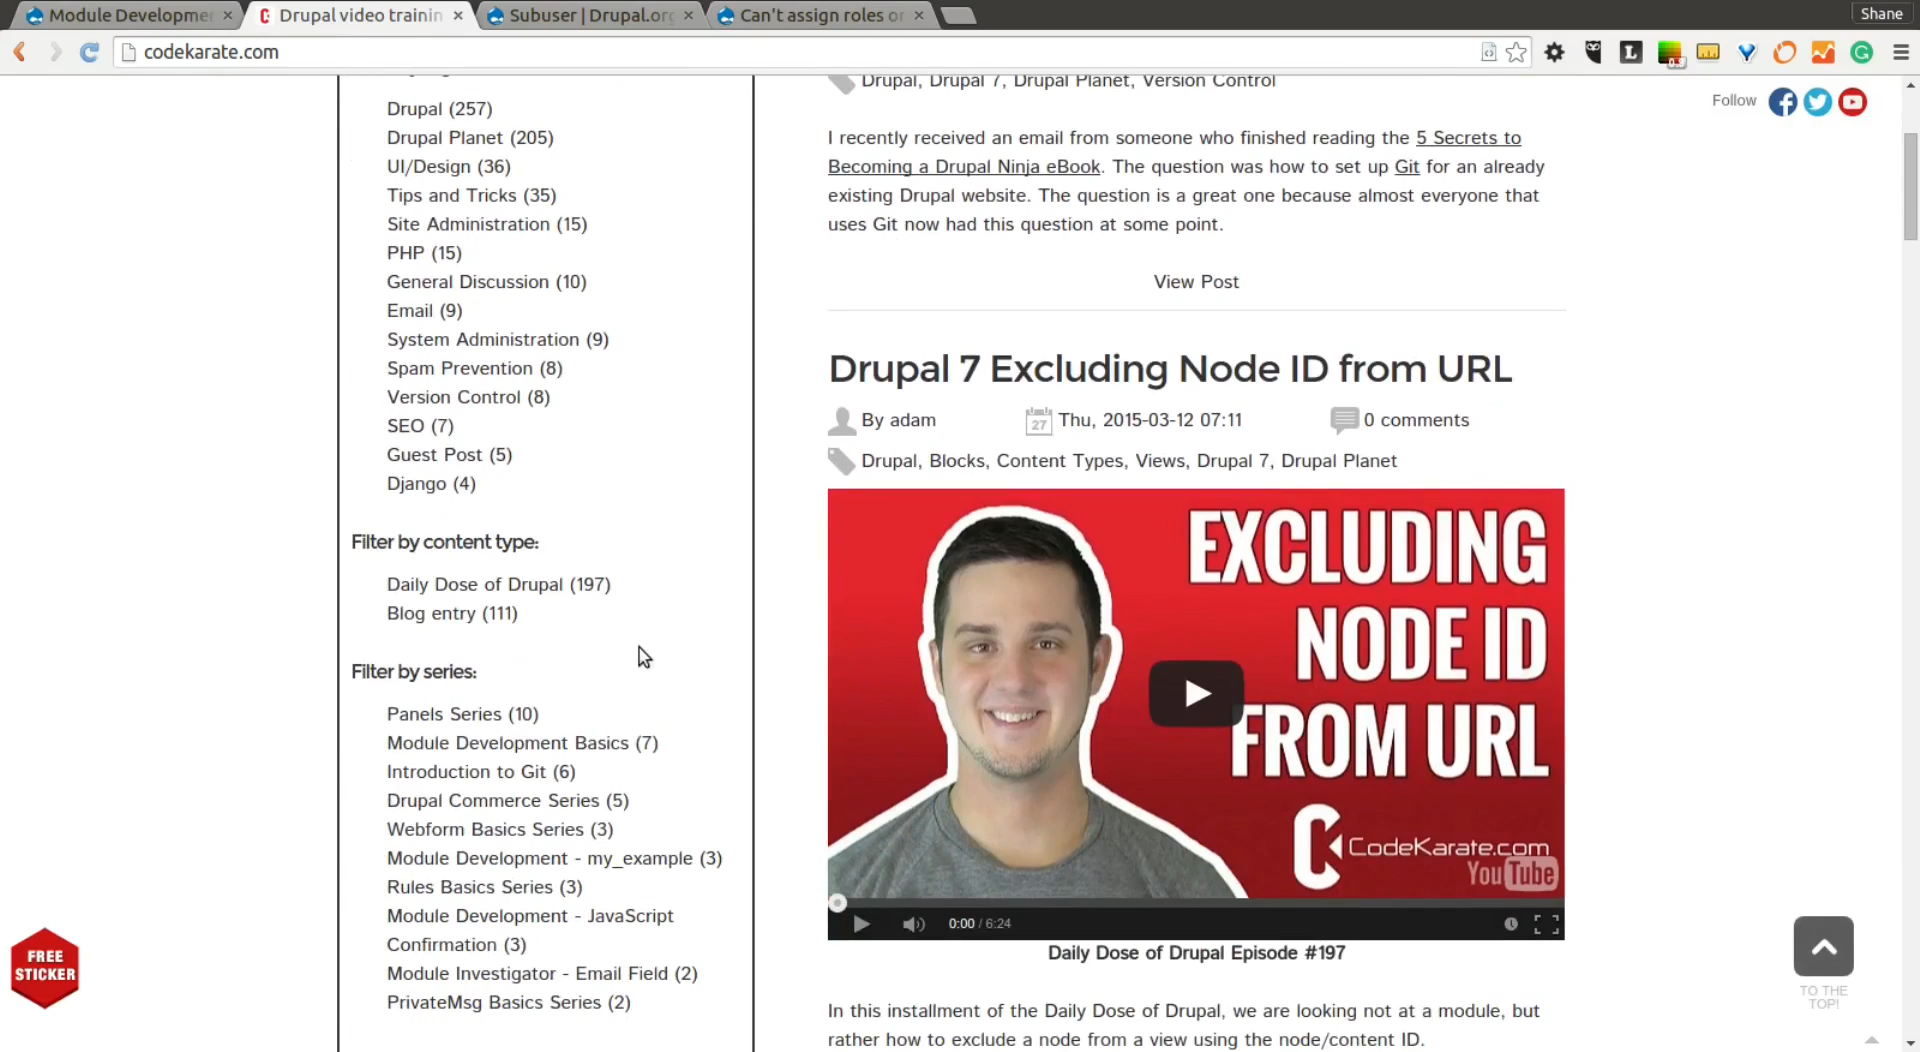 Module Developme
Drupal video trainin
Subuser | Drupal.org
Can't assign roles or
Shane
codekarate.com
Drupal (257)
Drupal Planet (205)
UI/Design (36)
Tips and Tricks (35)
Site Administration (15)
PHP (15)
General Discussion (10)
Email (9)
System Administration (9)
Spam Prevention (8)
Version Control (8)
SEO (7)
Guest Post (5)
Django (4)
Filter by content type:
Daily Dose of Drupal (197)
Blog entry (111)
Filter by series:
Panels Series (10)
Module Development Basics (7)
Introduction to Git (6)
Drupal Commerce Series (5)
Webform Basics Series (3)
Module Development - my_example (3)
Rules Basics Series (3)
Module Development - JavaScript
Confirmation (3)
Module Investigator - Email Field (2)
PrivateMsg Basics Series (2)
FREE
STICKER
Drupal, Drupal 7, Drupal Planet, Version Control
I recently received an email from someone who finished reading the 5 Secrets to
Becoming a Drupal Ninja eBook. The question was how to set up Git for an already
existing Drupal website. The question is a great one because almost everyone that
uses Git now had this question at some point.
View Post
Drupal 7 Excluding Node ID from URL
By adam
27
Thu, 2015-03-12 07:11
0 comments
Drupal, Blocks, Content Types, Views, Drupal 7, Drupal Planet
EXCLUDING
NODE ID
FROM URL
CodeKarate.com
YouTube
0:00 / 6:24
Daily Dose of Drupal Episode #197
In this installment of the Daily Dose of Drupal, we are looking not at a module, but
rather how to exclude a node from a view using the node/content ID.
Follow
TO THE
TOP!